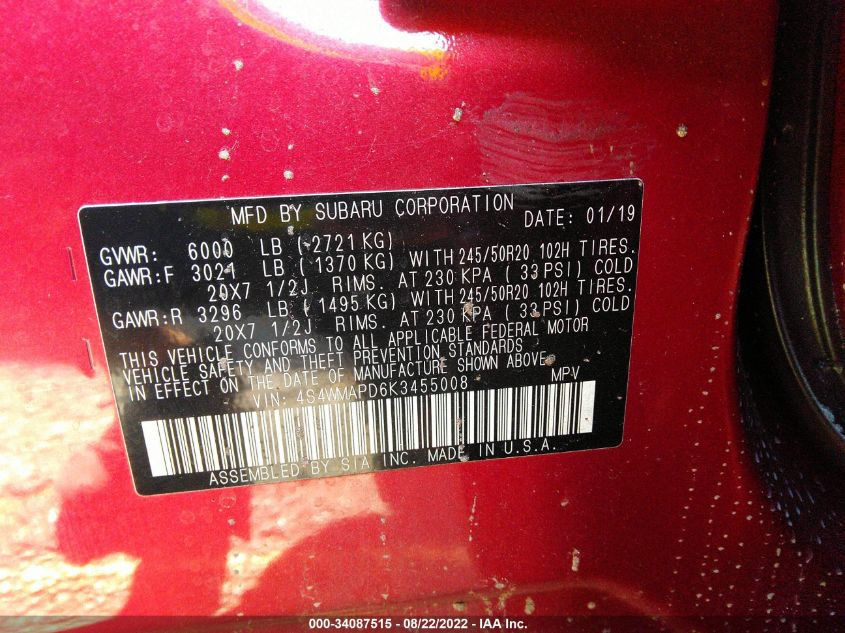 MFD BY SUBARU CORPORATION DATE: 01/19
GVWR: 6000 LB ( 2721 KG)
GAWR:F 3021 LB ( 1370 KG) WITH 245/50R20 102H TIRES.
20X7 1/2J RIMS. AT 230 KPA ( 33 PSI) COLD
GAWR:R 3296 LB ( 1495 KG) WITH 245/50R20 102H TIRES.
20X7 1/2J RIMS. AT 230 KPA ( 33 PSI) COLD
THIS VEHICLE CONFORMS TO ALL APPLICABLE FEDERAL MOTOR
VEHICLE SAFETY AND THEFT PREVENTION STANDARDS
IN EFFECT ON THE DATE OF MANUFACTURE SHOWN ABOVE.
VIN: 4S4WMAPD6K3455008 MPV
ASSEMBLED BY SIA INC. MADE IN U.S.A.
000-34087515 - 08/22/2022 - IAA Inc.